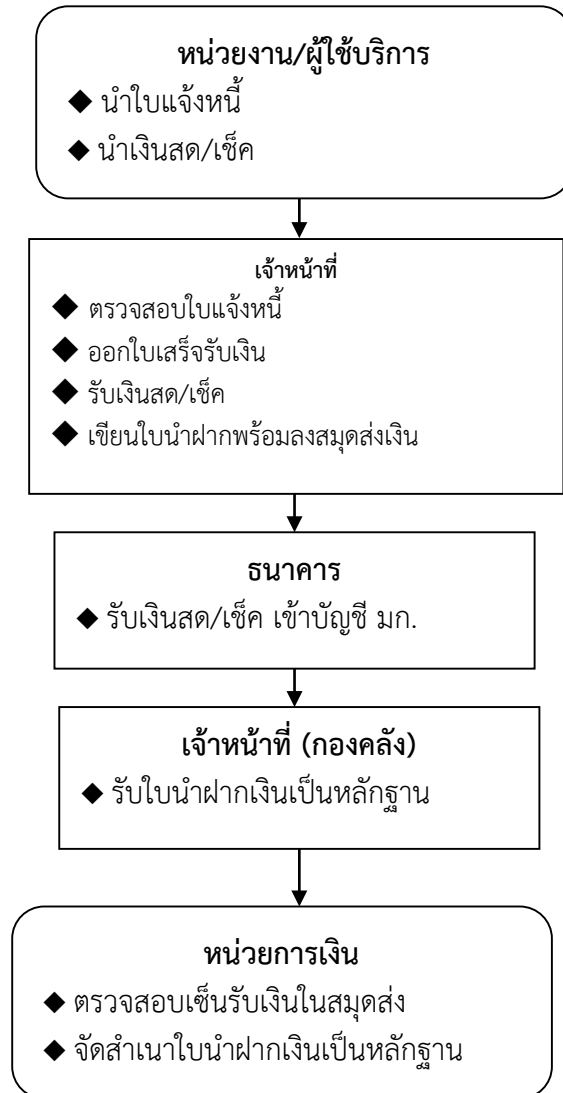 หน่วยงาน/ผู้ใช้บริการ
◆ นำใบแจ้งหนี้
◆ นำเงินสด/เช็ค
เจ้าหน้าที่
◆ ตรวจสอบใบแจ้งหนี้
◆ ออกใบเสร็จรับเงิน
◆ รับเงินสด/เช็ค
◆ เขียนใบนำฝากพร้อมลงสมุดส่งเงิน
ธนาคาร
◆ รับเงินสด/เช็ค เข้าบัญชี มก.
เจ้าหน้าที่ (กองคลัง)
◆ รับใบนำฝากเงินเป็นหลักฐาน
หน่วยการเงิน
◆ ตรวจสอบเซ็นรับเงินในสมุดส่ง
◆ จัดสำเนาใบนำฝากเงินเป็นหลักฐาน